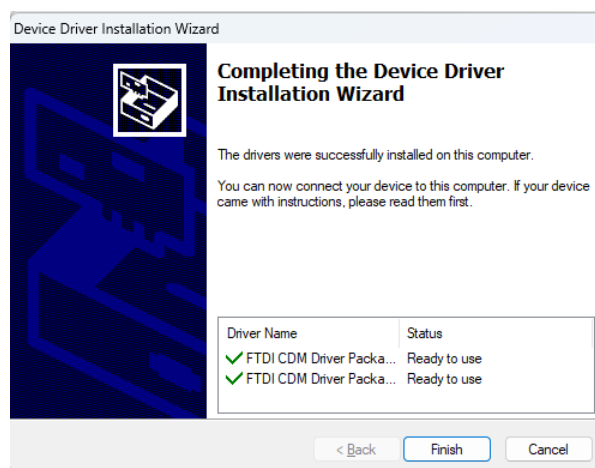 Device Driver Installation Wizard
Completing the Device Driver
Installation Wizard
The drivers were successfully installed on this computer.
You can now connect your device to this computer. If your device
came with instructions, please read them first.
Driver Name Status
FTDI CDM Driver Packa... Ready to use
FTDI CDM Driver Packa... Ready to use
< Back Finish Cancel